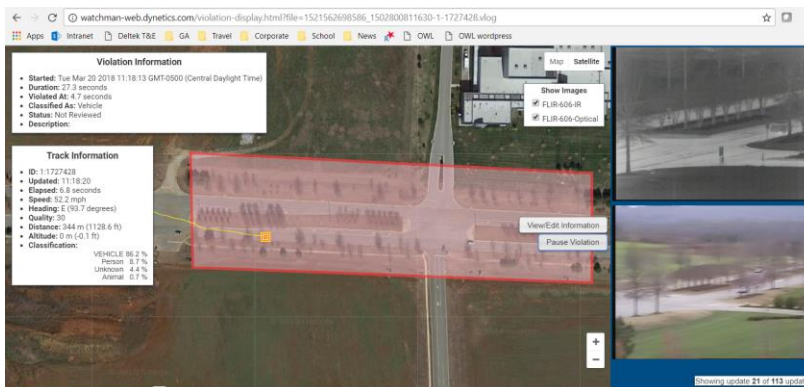 watchman-web.dynetics.com/violation-display.html?file=1521562698586_1502800811630-1-1727428.vlog
Apps Intranet Deltek T&E GA Travel Corporate School News OWL OWL wordpress
Violation Information
Started: Tue Mar 20 2018 11:18:13 GMT-0500 (Central Daylight Time)
Duration: 27.3 seconds
Violated At: 4.7 seconds
Classified As: Vehicle
Status: Not Reviewed
Description:
Map Satellite
Show Images
FLIR-606-IR
FLIR-606-Optical
Track Information
ID: 1:1727428
Updated: 11:18:20
Elapsed: 6.8 seconds
Speed: 52.2 mph
Heading: E (93.7 degrees)
Quality: 30
Distance: 344 m (1128.6 ft)
Altitude: 0 m (-0.1 ft)
Classification:
VEHICLE 86.2 %
Person 8.7 %
Unknown 4.4 %
Animal 0.7 %
View/Edit Information
Pause Violation
+
−
Showing update 21 of 113 updat